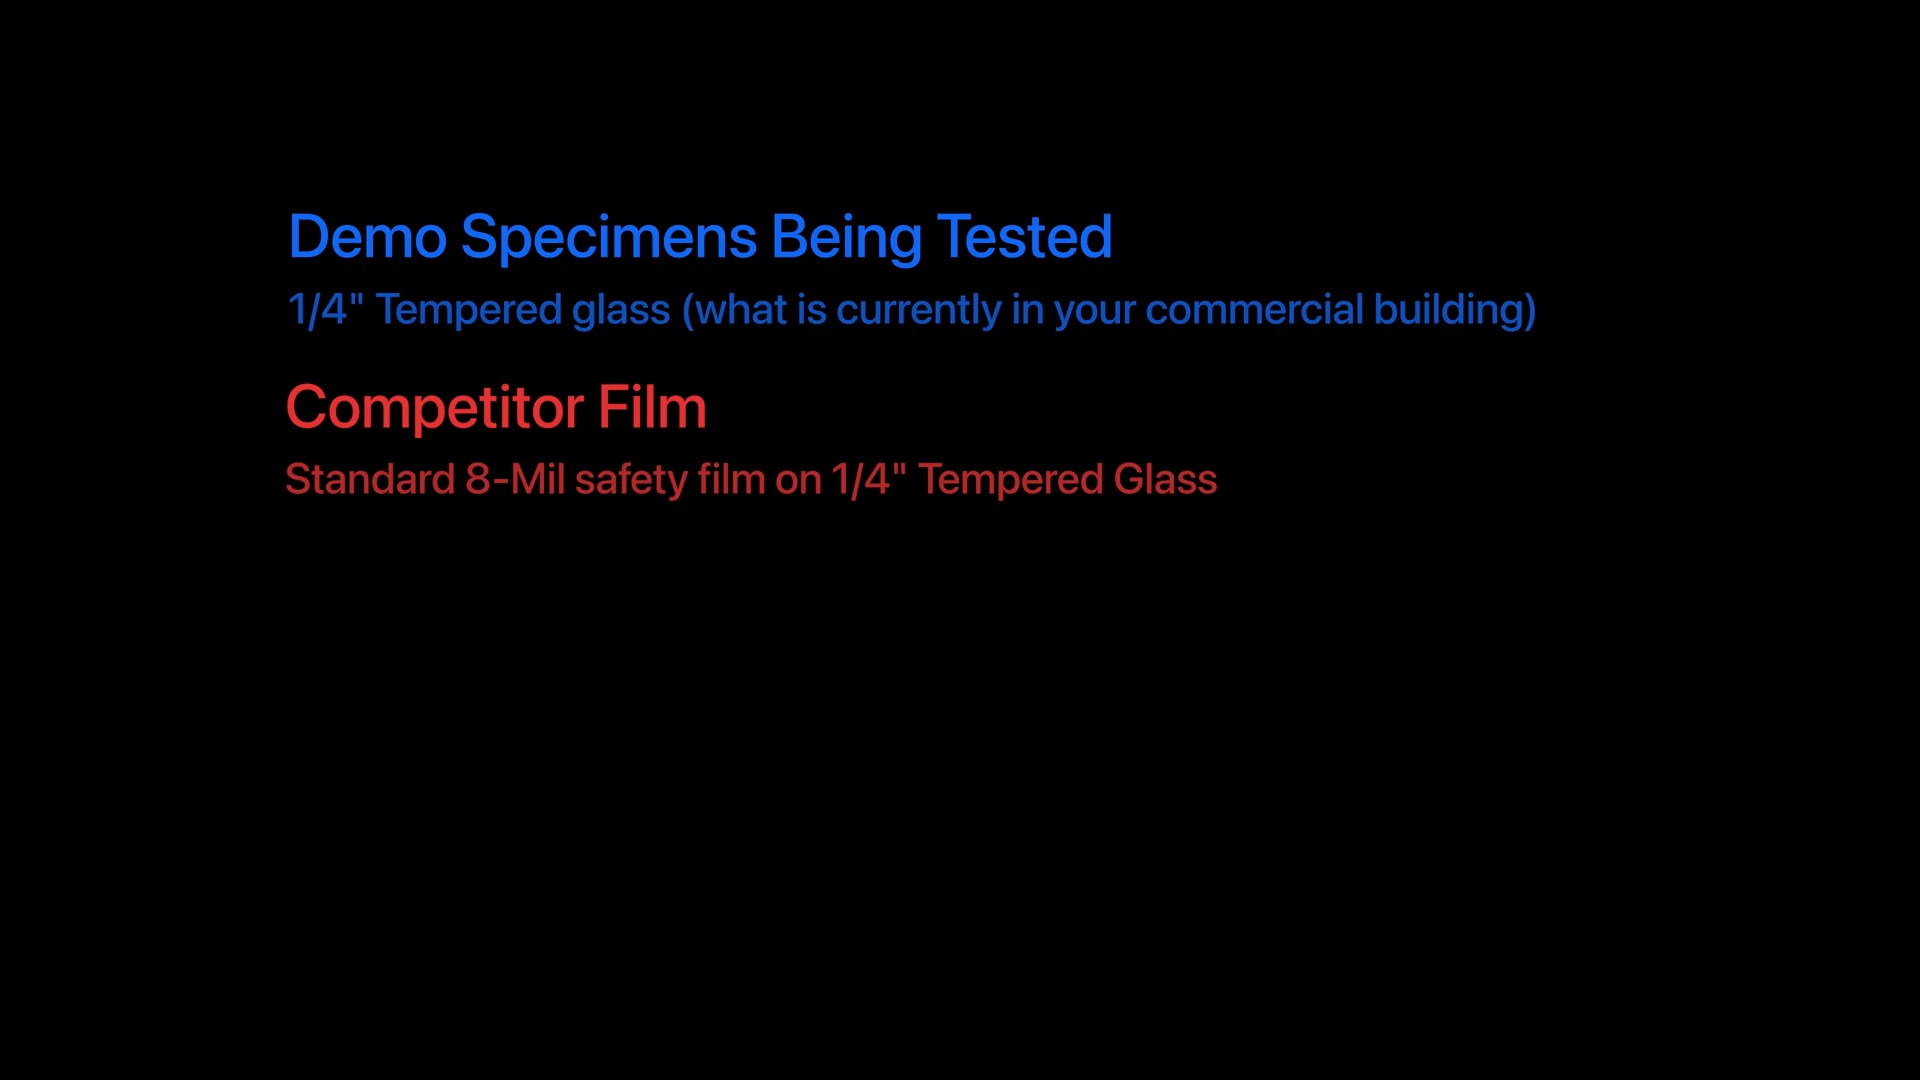 Demo Specimens Being Tested
1/4" Tempered glass (what is currently in your commercial building)
Competitor Film
Standard 8-Mil safety film on 1/4" Tempered Glass